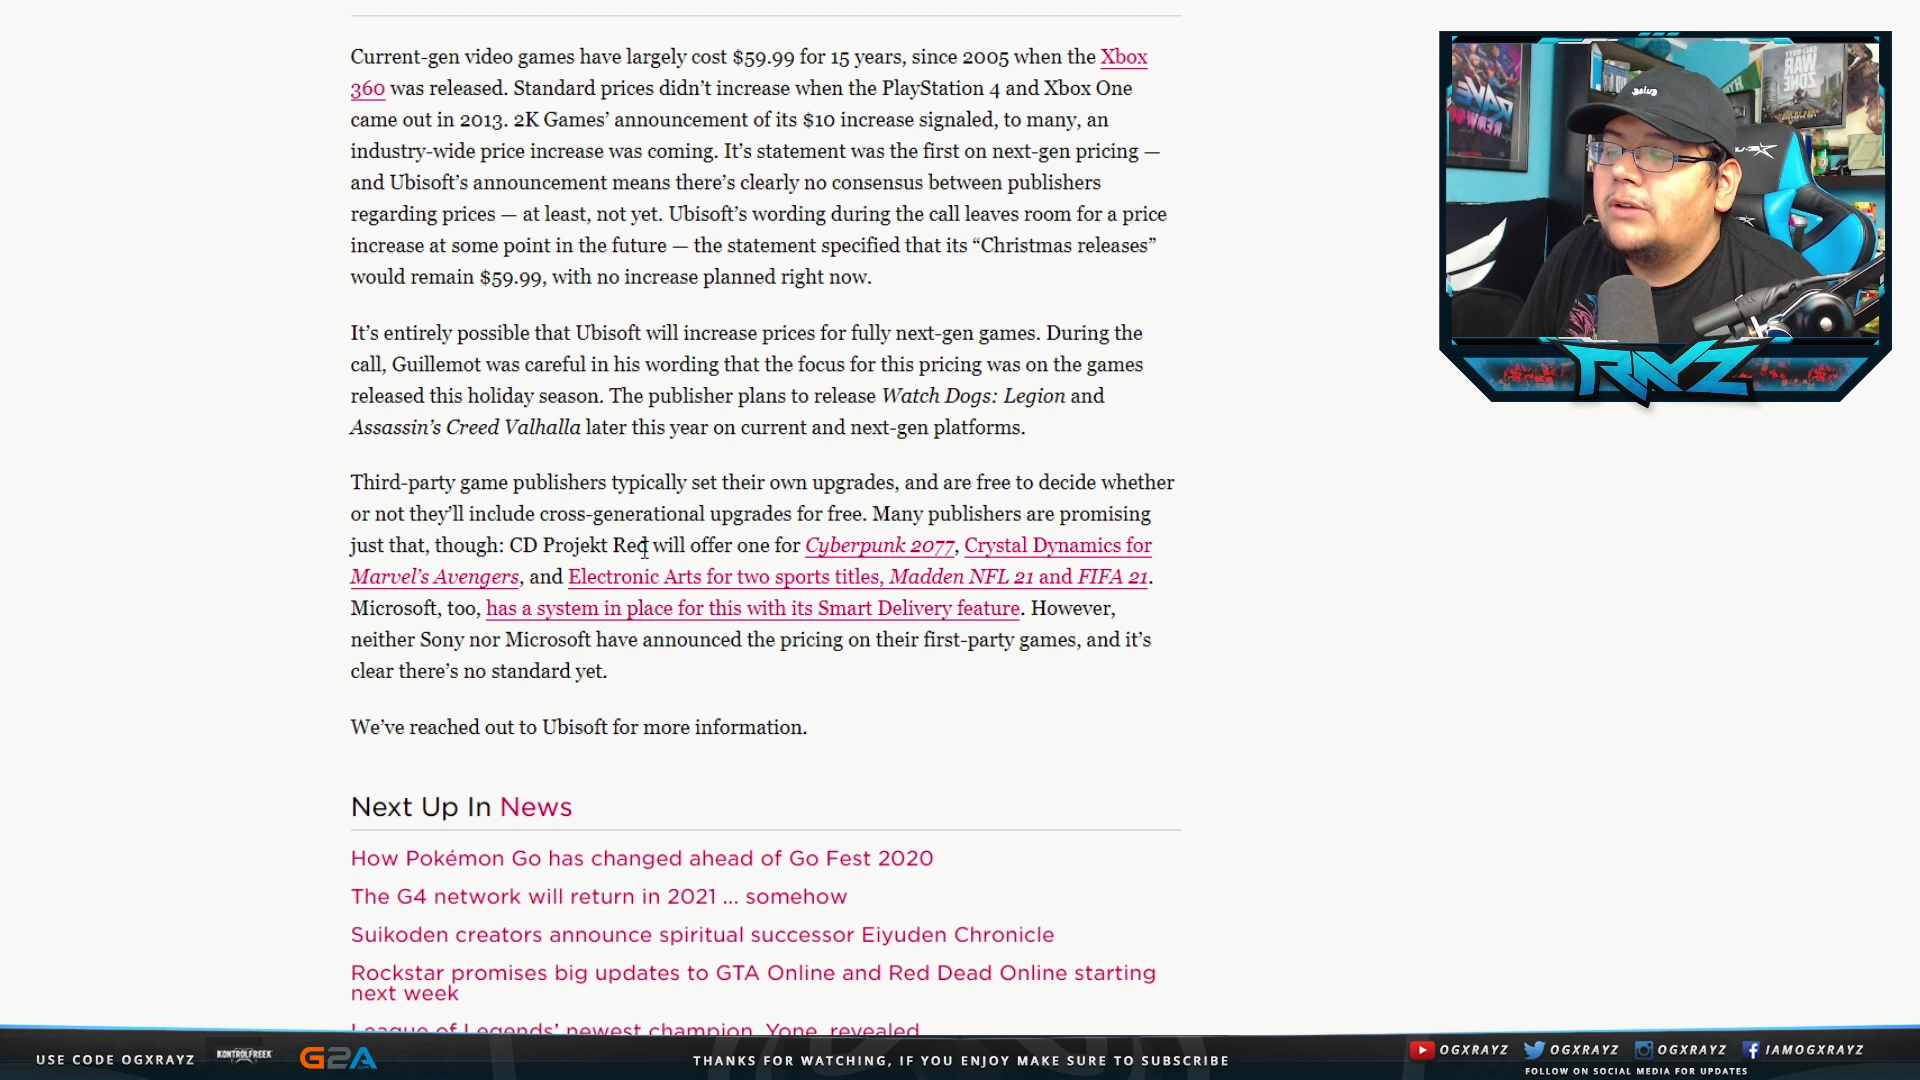 Current-gen video games have largely cost $59.99 for 15 years, since 2005 when the Xbox
360 was released. Standard prices didn’t increase when the PlayStation 4 and Xbox One
came out in 2013. 2K Games’ announcement of its $10 increase signaled, to many, an
industry-wide price increase was coming. It’s statement was the first on next-gen pricing —
and Ubisoft’s announcement means there’s clearly no consensus between publishers
regarding prices — at least, not yet. Ubisoft’s wording during the call leaves room for a price
increase at some point in the future — the statement specified that its “Christmas releases”
would remain $59.99, with no increase planned right now.
It’s entirely possible that Ubisoft will increase prices for fully next-gen games. During the
call, Guillemot was careful in his wording that the focus for this pricing was on the games
released this holiday season. The publisher plans to release Watch Dogs: Legion and
Assassin’s Creed Valhalla later this year on current and next-gen platforms.
Third-party game publishers typically set their own upgrades, and are free to decide whether
or not they’ll include cross-generational upgrades for free. Many publishers are promising
just that, though: CD Projekt Red will offer one for Cyberpunk 2077, Crystal Dynamics for
Marvel’s Avengers, and Electronic Arts for two sports titles, Madden NFL 21 and FIFA 21.
Microsoft, too, has a system in place for this with its Smart Delivery feature. However,
neither Sony nor Microsoft have announced the pricing on their first-party games, and it’s
clear there’s no standard yet.
We’ve reached out to Ubisoft for more information.
Next Up In News
How Pokémon Go has changed ahead of Go Fest 2020
The G4 network will return in 2021 ... somehow
Suikoden creators announce spiritual successor Eiyuden Chronicle
Rockstar promises big updates to GTA Online and Red Dead Online starting
next week
League of Legends’ newest champion, Yone, revealed
CALL OF DUTY
WAR
ZONE
RAYZ
USE CODE OGXRAYZ
KONTROLFREEK
G2A
THANKS FOR WATCHING, IF YOU ENJOY MAKE SURE TO SUBSCRIBE
OGXRAYZ
OGXRAYZ
OGXRAYZ
IAMOGXRAYZ
FOLLOW ON SOCIAL MEDIA FOR UPDATES